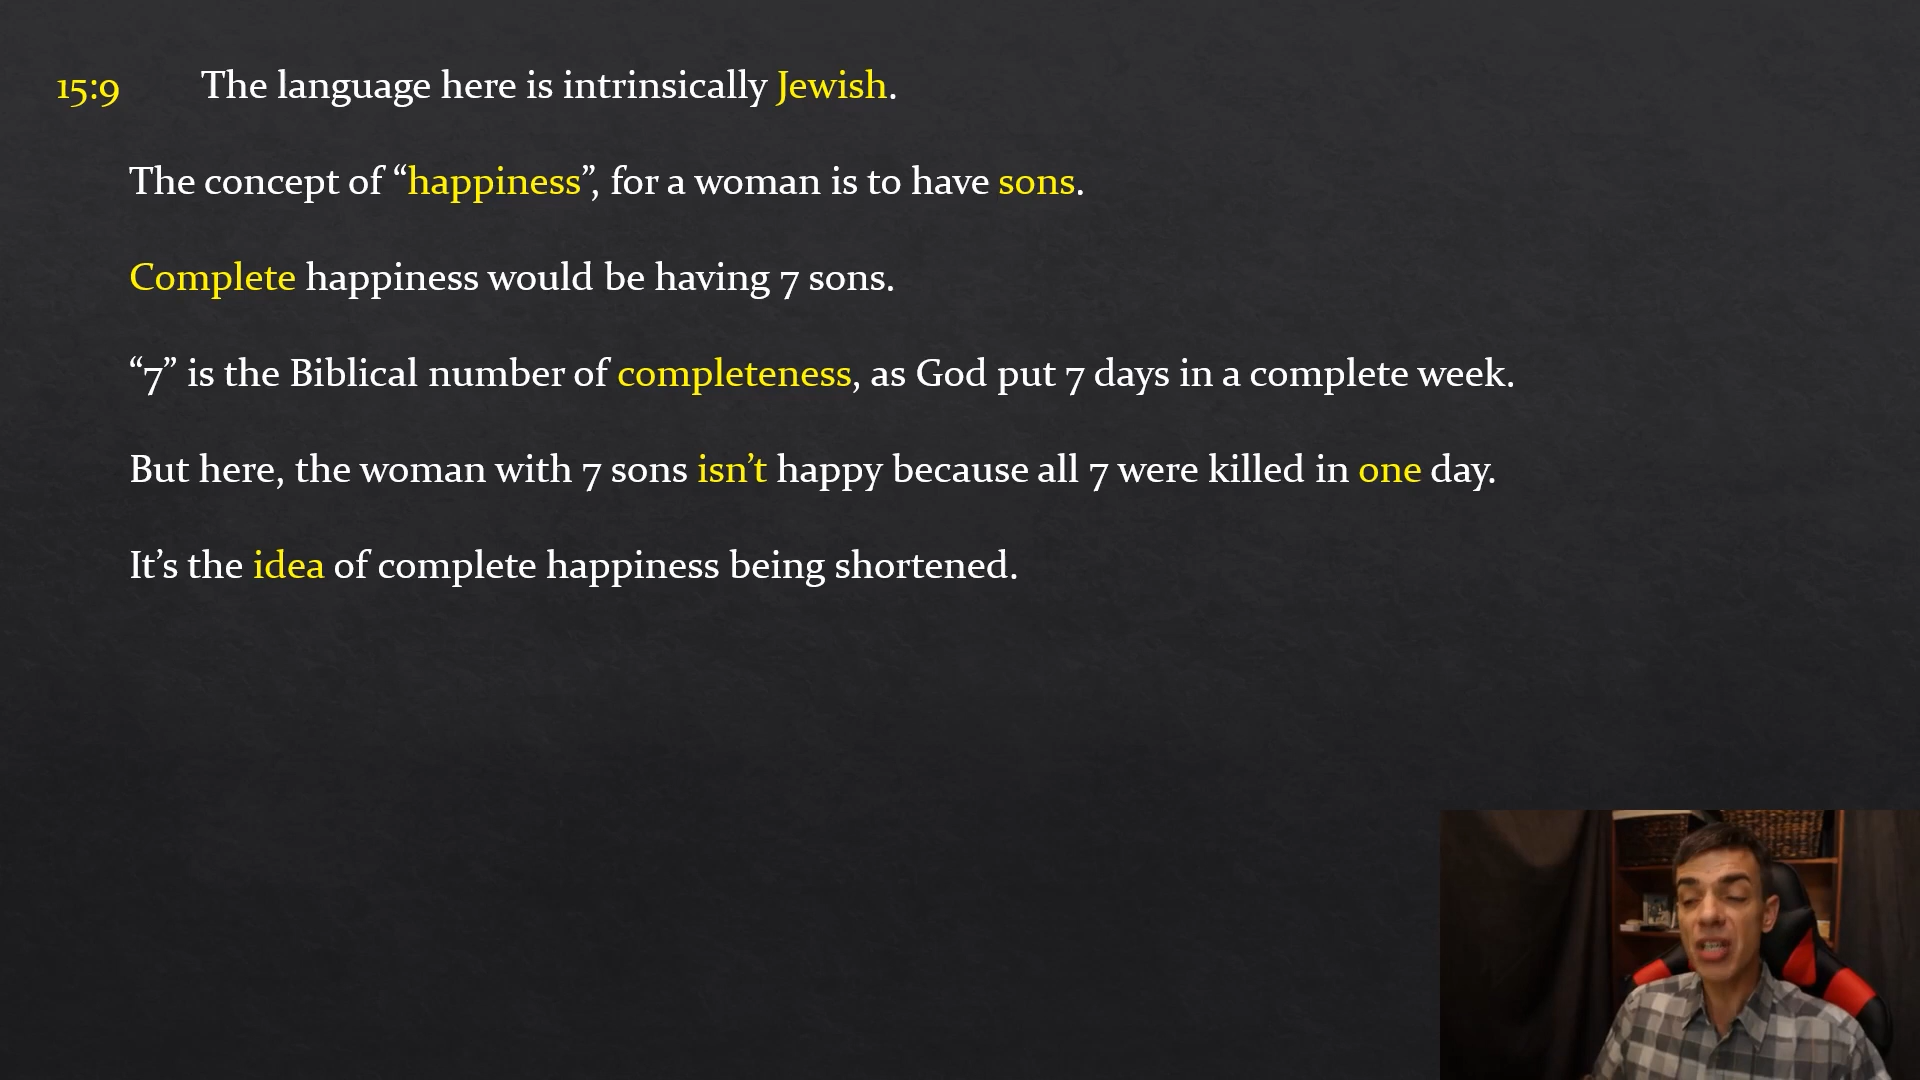 15:9 The language here is intrinsically Jewish.
The concept of “happiness”, for a woman is to have sons.
Complete happiness would be having 7 sons.
“7” is the Biblical number of completeness, as God put 7 days in a complete week.
But here, the woman with 7 sons isn’t happy because all 7 were killed in one day.
It’s the idea of complete happiness being shortened.